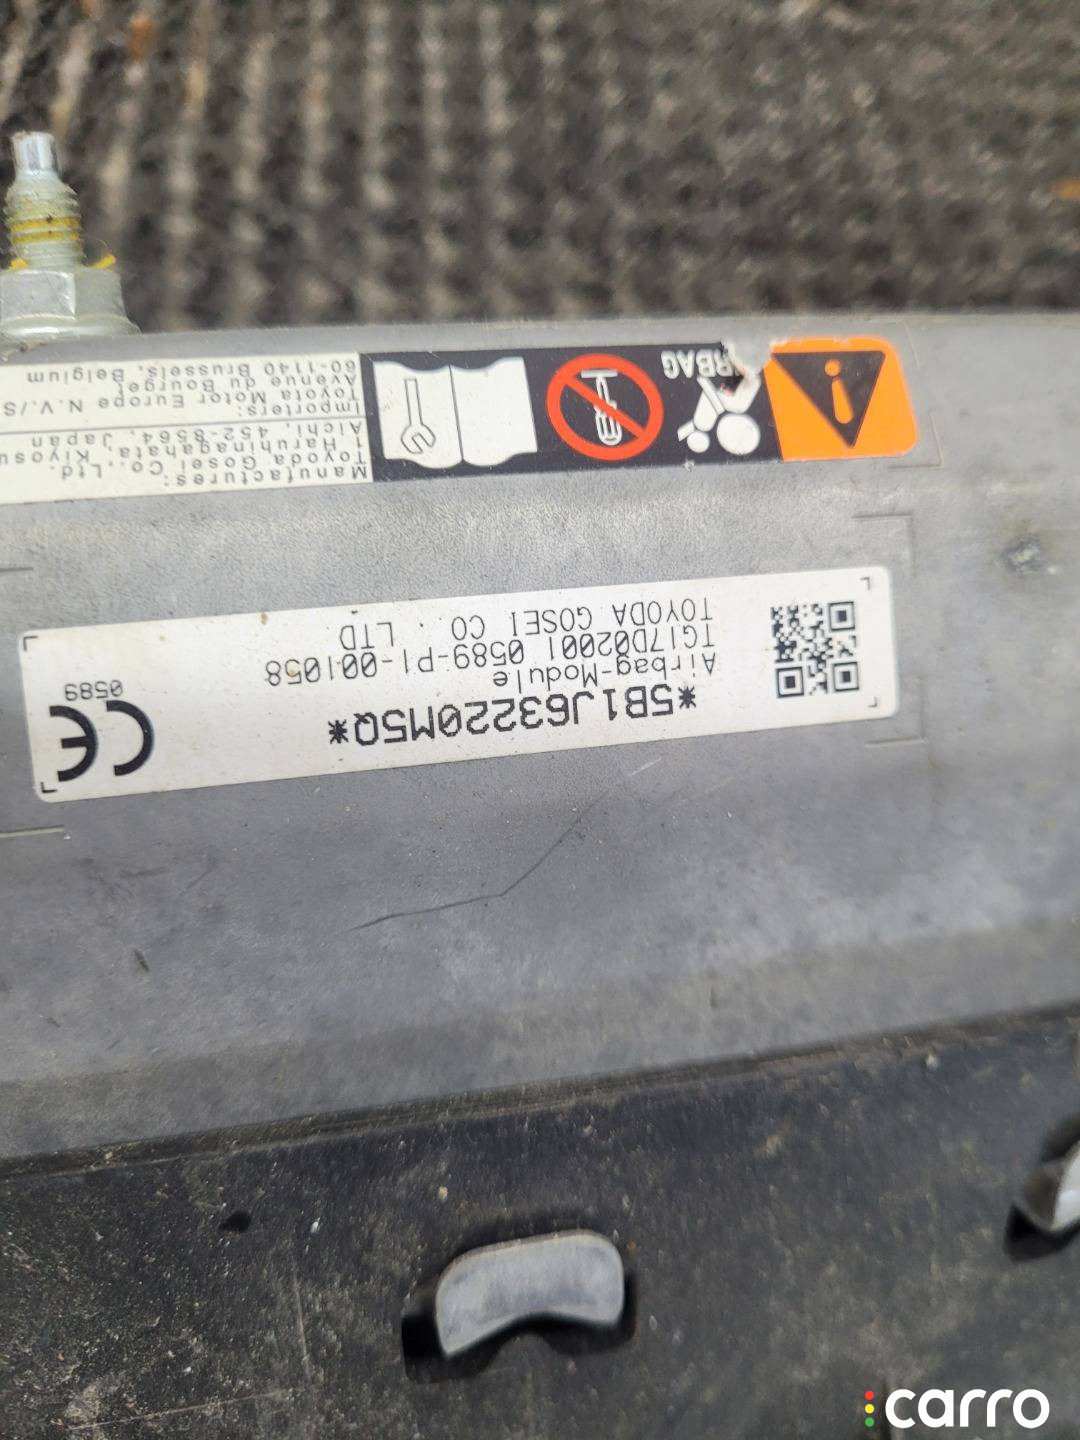 *5B1J63220M5Q*
Airbag-Module
TG17D02001 0589-P1-001058
TOYODA GOSEI CO . LTD
CE
0589
Manufactures:
Toyoda Gosei Co., Ltd.
1 Haruhinagahata, Kiyosu
Aichi, 452-8564, Japan
Importers:
Toyota Motor Europe N.V./S
Avenue du Bourget
60-1140 Brussels, Belgium
carro